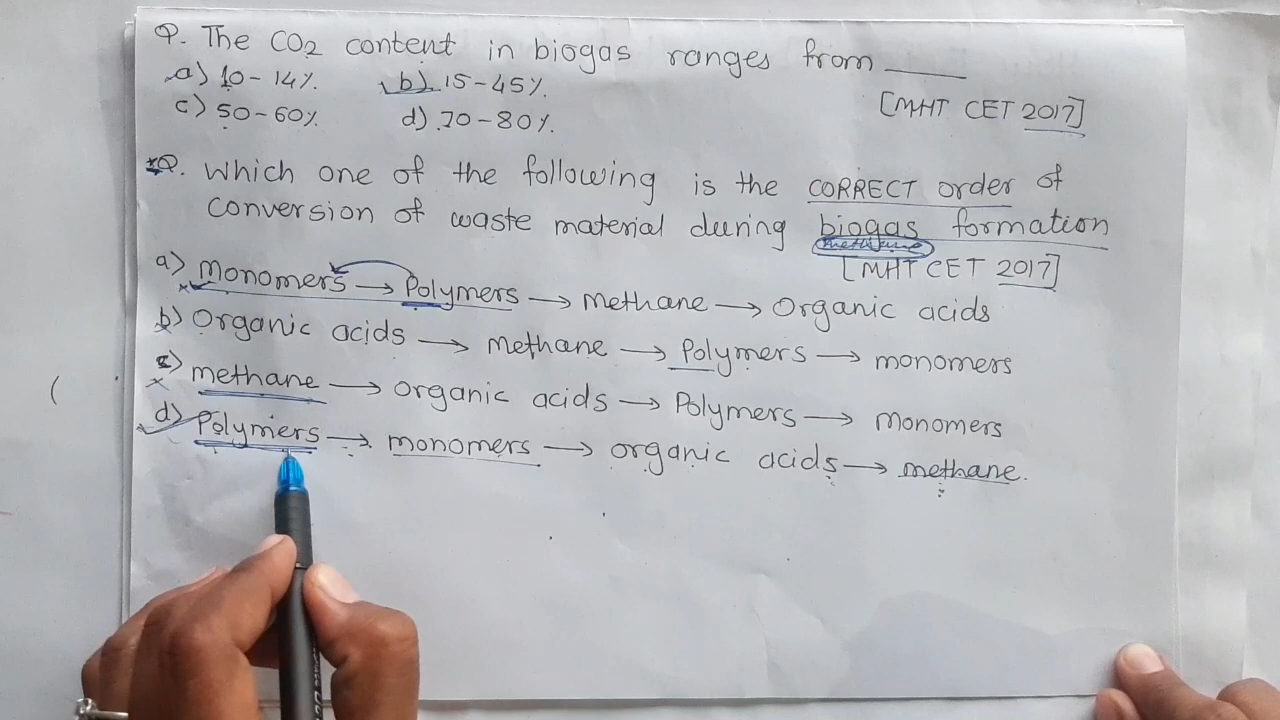 Q. The CO2 content in biogas ranges from ____
a) 10-14%. b) 15-45%.
c) 50-60%. d) 70-80%.
[MHT CET 2017]
*Q. Which one of the following is the CORRECT order of
conversion of waste material during biogas formation
methane
[MHT CET 2017]
a) monomers → Polymers → Methane → Organic acids
b) Organic acids → Methane → Polymers → monomers
c) methane → organic acids → Polymers → Monomers
d) Polymers → monomers → organic acids → methane.